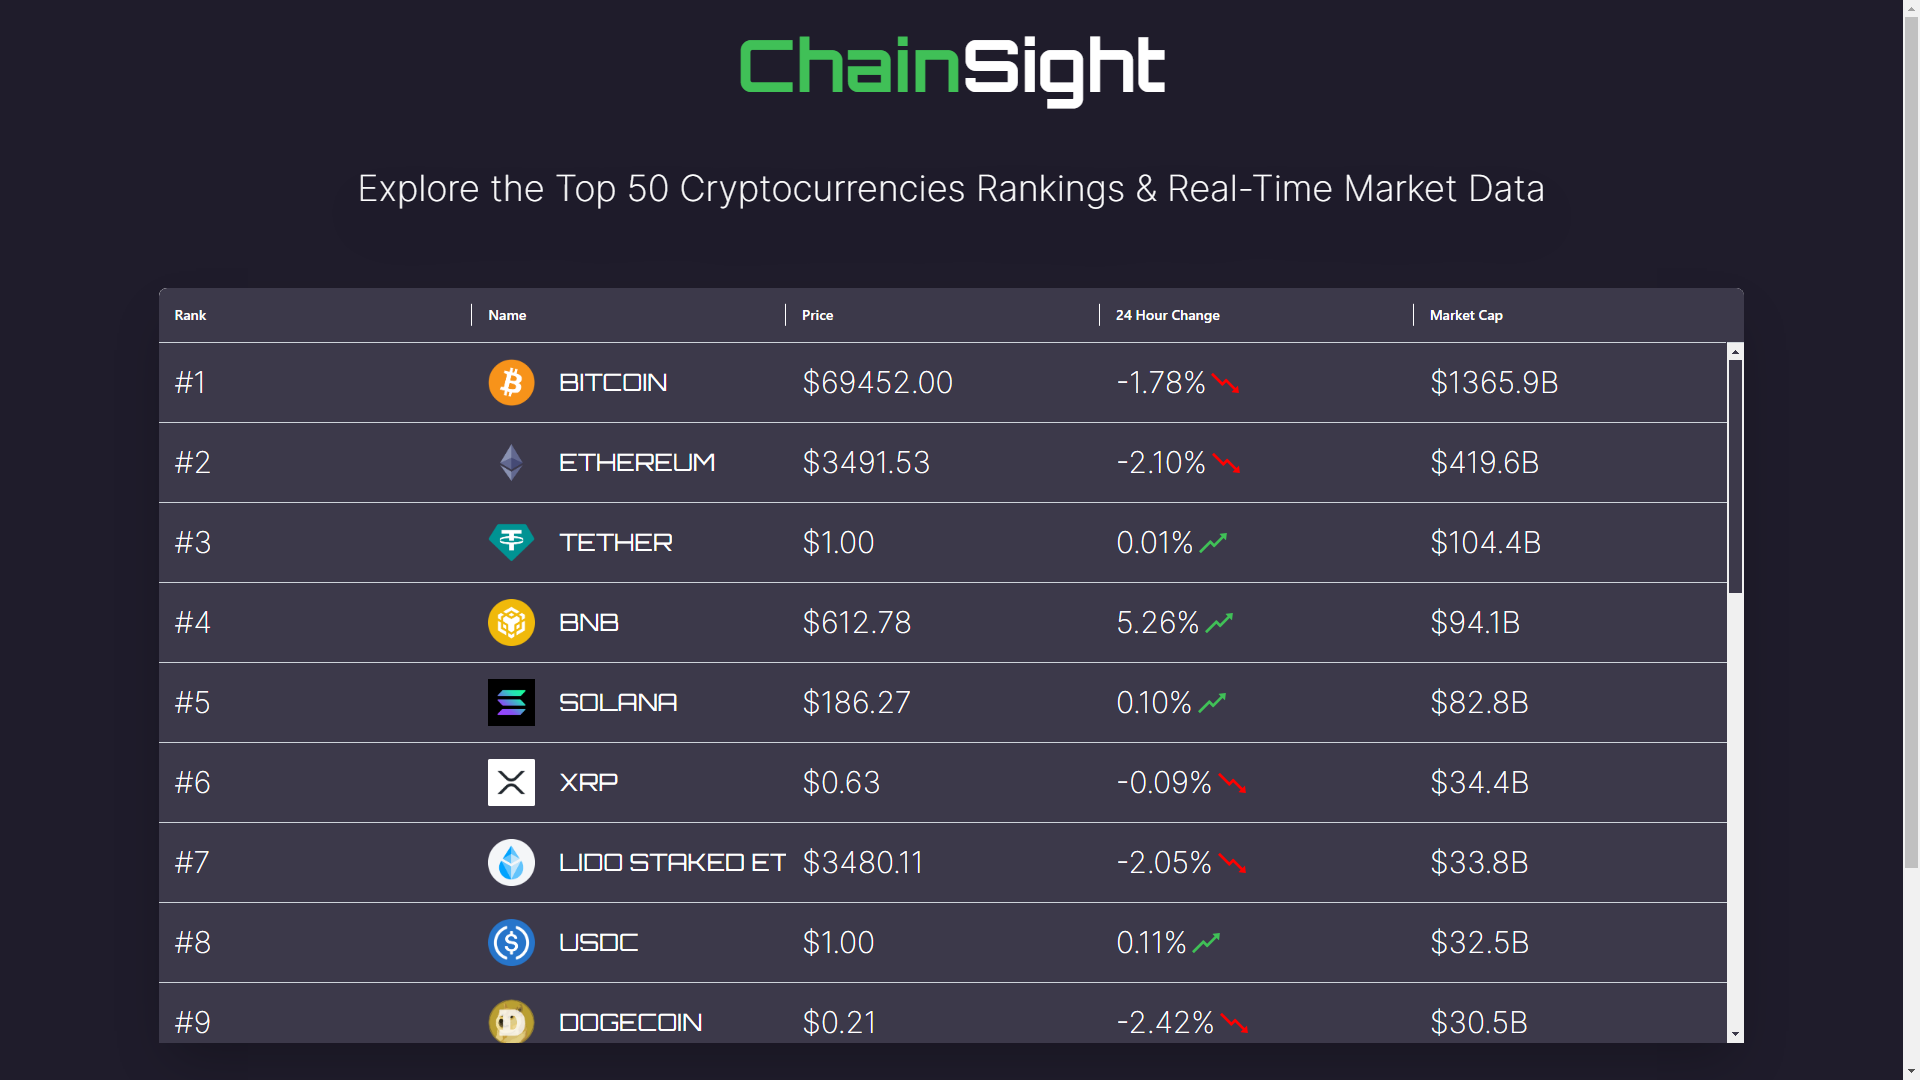 ChainSight
Explore the Top 50 Cryptocurrencies Rankings & Real-Time Market Data
Rank Name Price 24 Hour Change Market Cap
#1 BITCOIN $69452.00 -1.78% $1365.9B
#2 ETHEREUM $3491.53 -2.10% $419.6B
#3 TETHER $1.00 0.01% $104.4B
#4 BNB $612.78 5.26% $94.1B
#5 SOLANA $186.27 0.10% $82.8B
#6 XRP $0.63 -0.09% $34.4B
#7 LIDO STAKED ET $3480.11 -2.05% $33.8B
#8 USDC $1.00 0.11% $32.5B
#9 DOGECOIN $0.21 -2.42% $30.5B